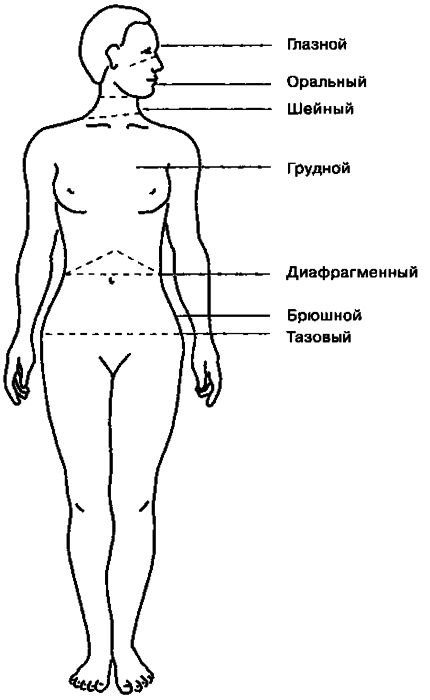 Глазной
Оральный
Шейный
Грудной
Диафрагменный
Брюшной
Тазовый